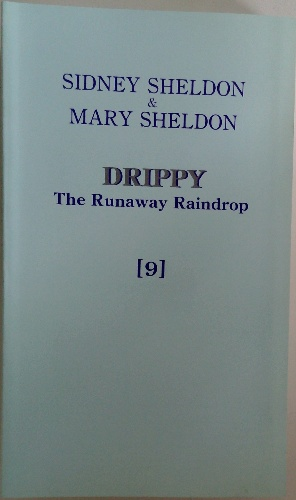 SIDNEY SHELDON
&
MARY SHELDON
DRIPPY
The Runaway Raindrop
[9]